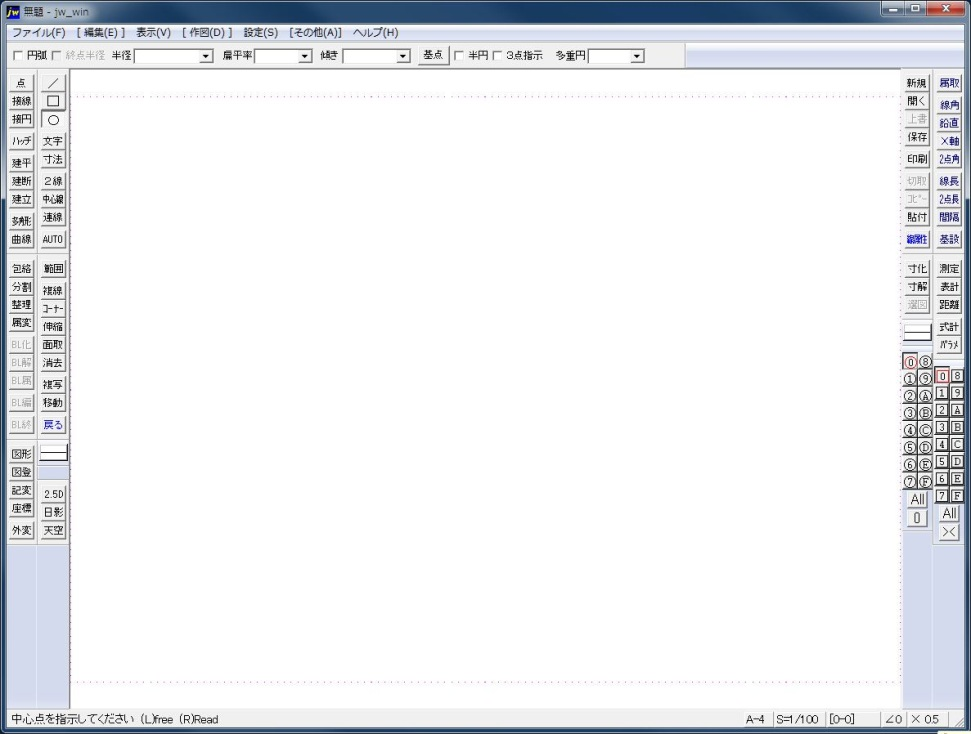 無題 - jw_win
ファイル(F) [ 編集(E) ] 表示(V) [ 作図(D) ] 設定(S) [その他(A)] ヘルプ(H)
円弧 終点半径 半径 扁平率 傾き 基点 半円 3点指示 多重円
点 ／
接線 □
接円 ○
ハッチ 文字
建平 寸法
建断 2線
建立 中心線
多角形 連線
曲線 AUTO
包絡 範囲
分割 複線
整理 コーナー
属変 伸縮
BL化 面取
BL解 消去
BL属 複写
BL編 移動
BL終 戻る
図形
図登
記変 2.5D
座標 日影
外変 天空
新規 属取
開く 線角
上書 鉛直
保存 X軸
印刷 2点角
切取 線長
コピー 2点長
貼付 間隔
線属性 基設
寸化 測定
寸解 表計
選図 距離
式計
パラメ
⓪ ⑧ 0 8
① ⑨ 1 9
② Ⓐ 2 A
③ Ⓑ 3 B
④ Ⓒ 4 C
⑤ Ⓓ 5 D
⑥ Ⓔ 6 E
⑦ Ⓕ 7 F
All All
0 ><
中心点を指示してください (L)free (R)Read A-4 S=1/100 [0-0] ∠0 × 0.5